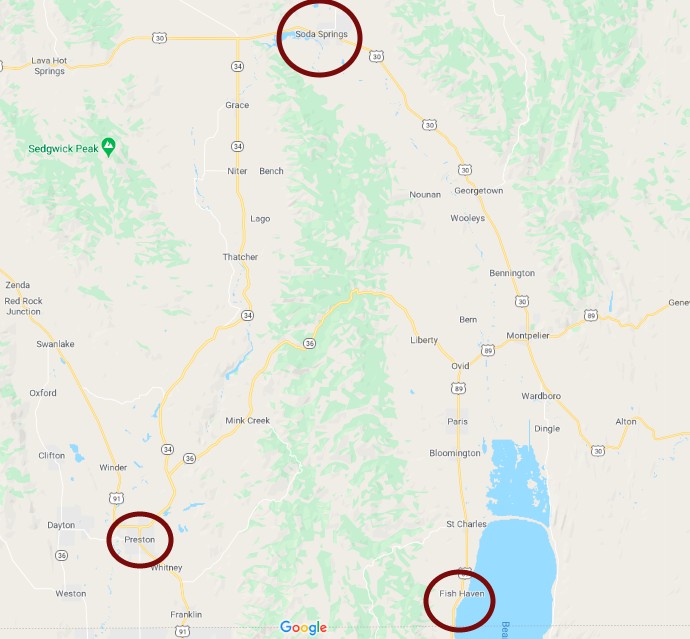 Soda Springs
30
30
Lava Hot
Springs
34
30
Grace
30
Sedgwick Peak
34
Niter
Bench
30
Nounan
Georgetown
Lago
Wooleys
Thatcher
Bennington
Zenda
Red Rock
Junction
30
34
Bern
89
Swanlake
36
Liberty
Montpelier
89
Ovid
Oxford
89
Wardboro
Mink Creek
Paris
Alton
Dingle
34
Clifton
36
Bloomington
30
Winder
91
Dayton
St Charles
Preston
36
Whitney
Weston
Fish Haven
Franklin
91
Google